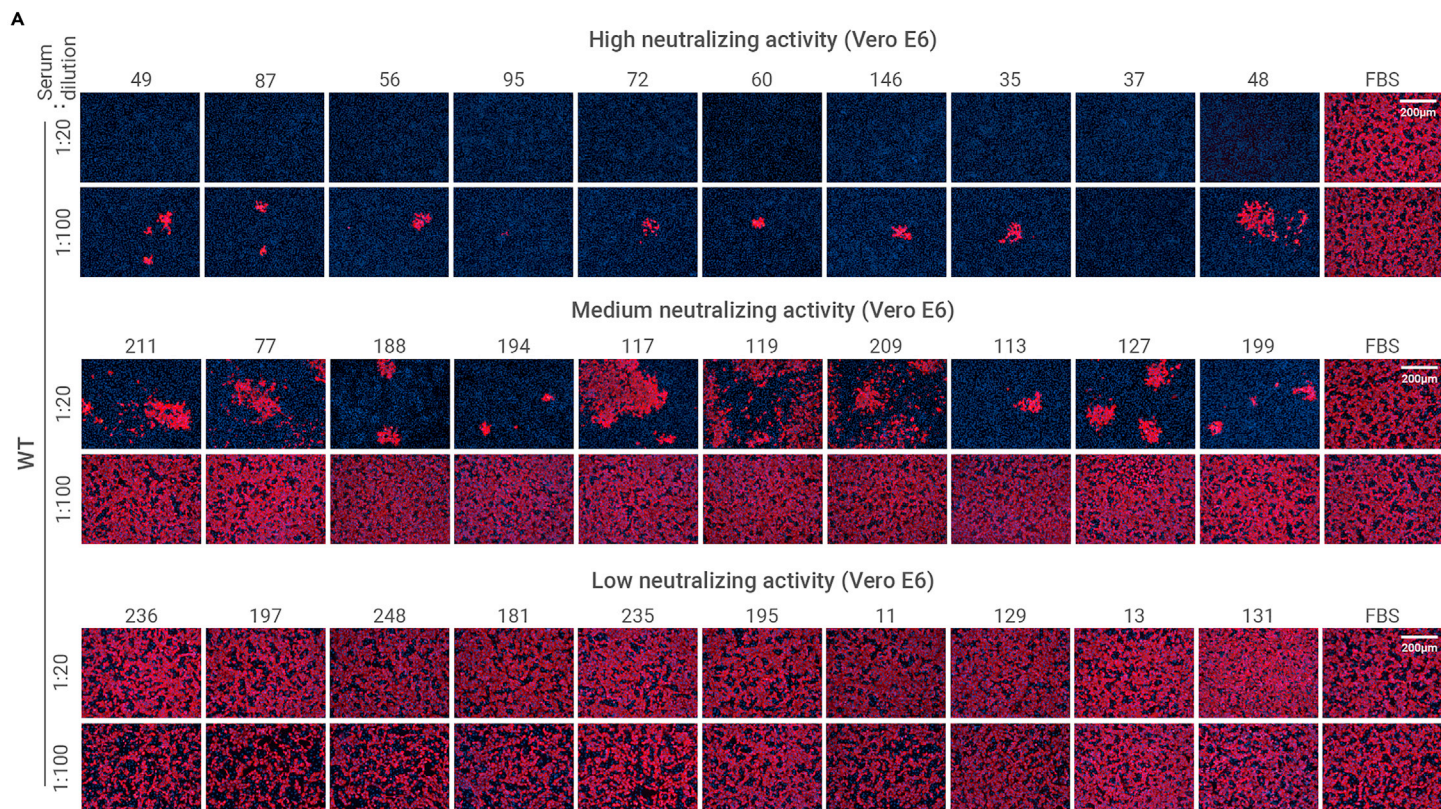 A
Serum
dilution
:
High neutralizing activity (Vero E6)
49 87 56 95 72 60 146 35 37 48 FBS
1:20
200µm
1:100
Medium neutralizing activity (Vero E6)
211 77 188 194 117 119 209 113 127 199 FBS
1:20
200µm
1:100
WT
Low neutralizing activity (Vero E6)
236 197 248 181 235 195 11 129 13 131 FBS
1:20
200µm
1:100